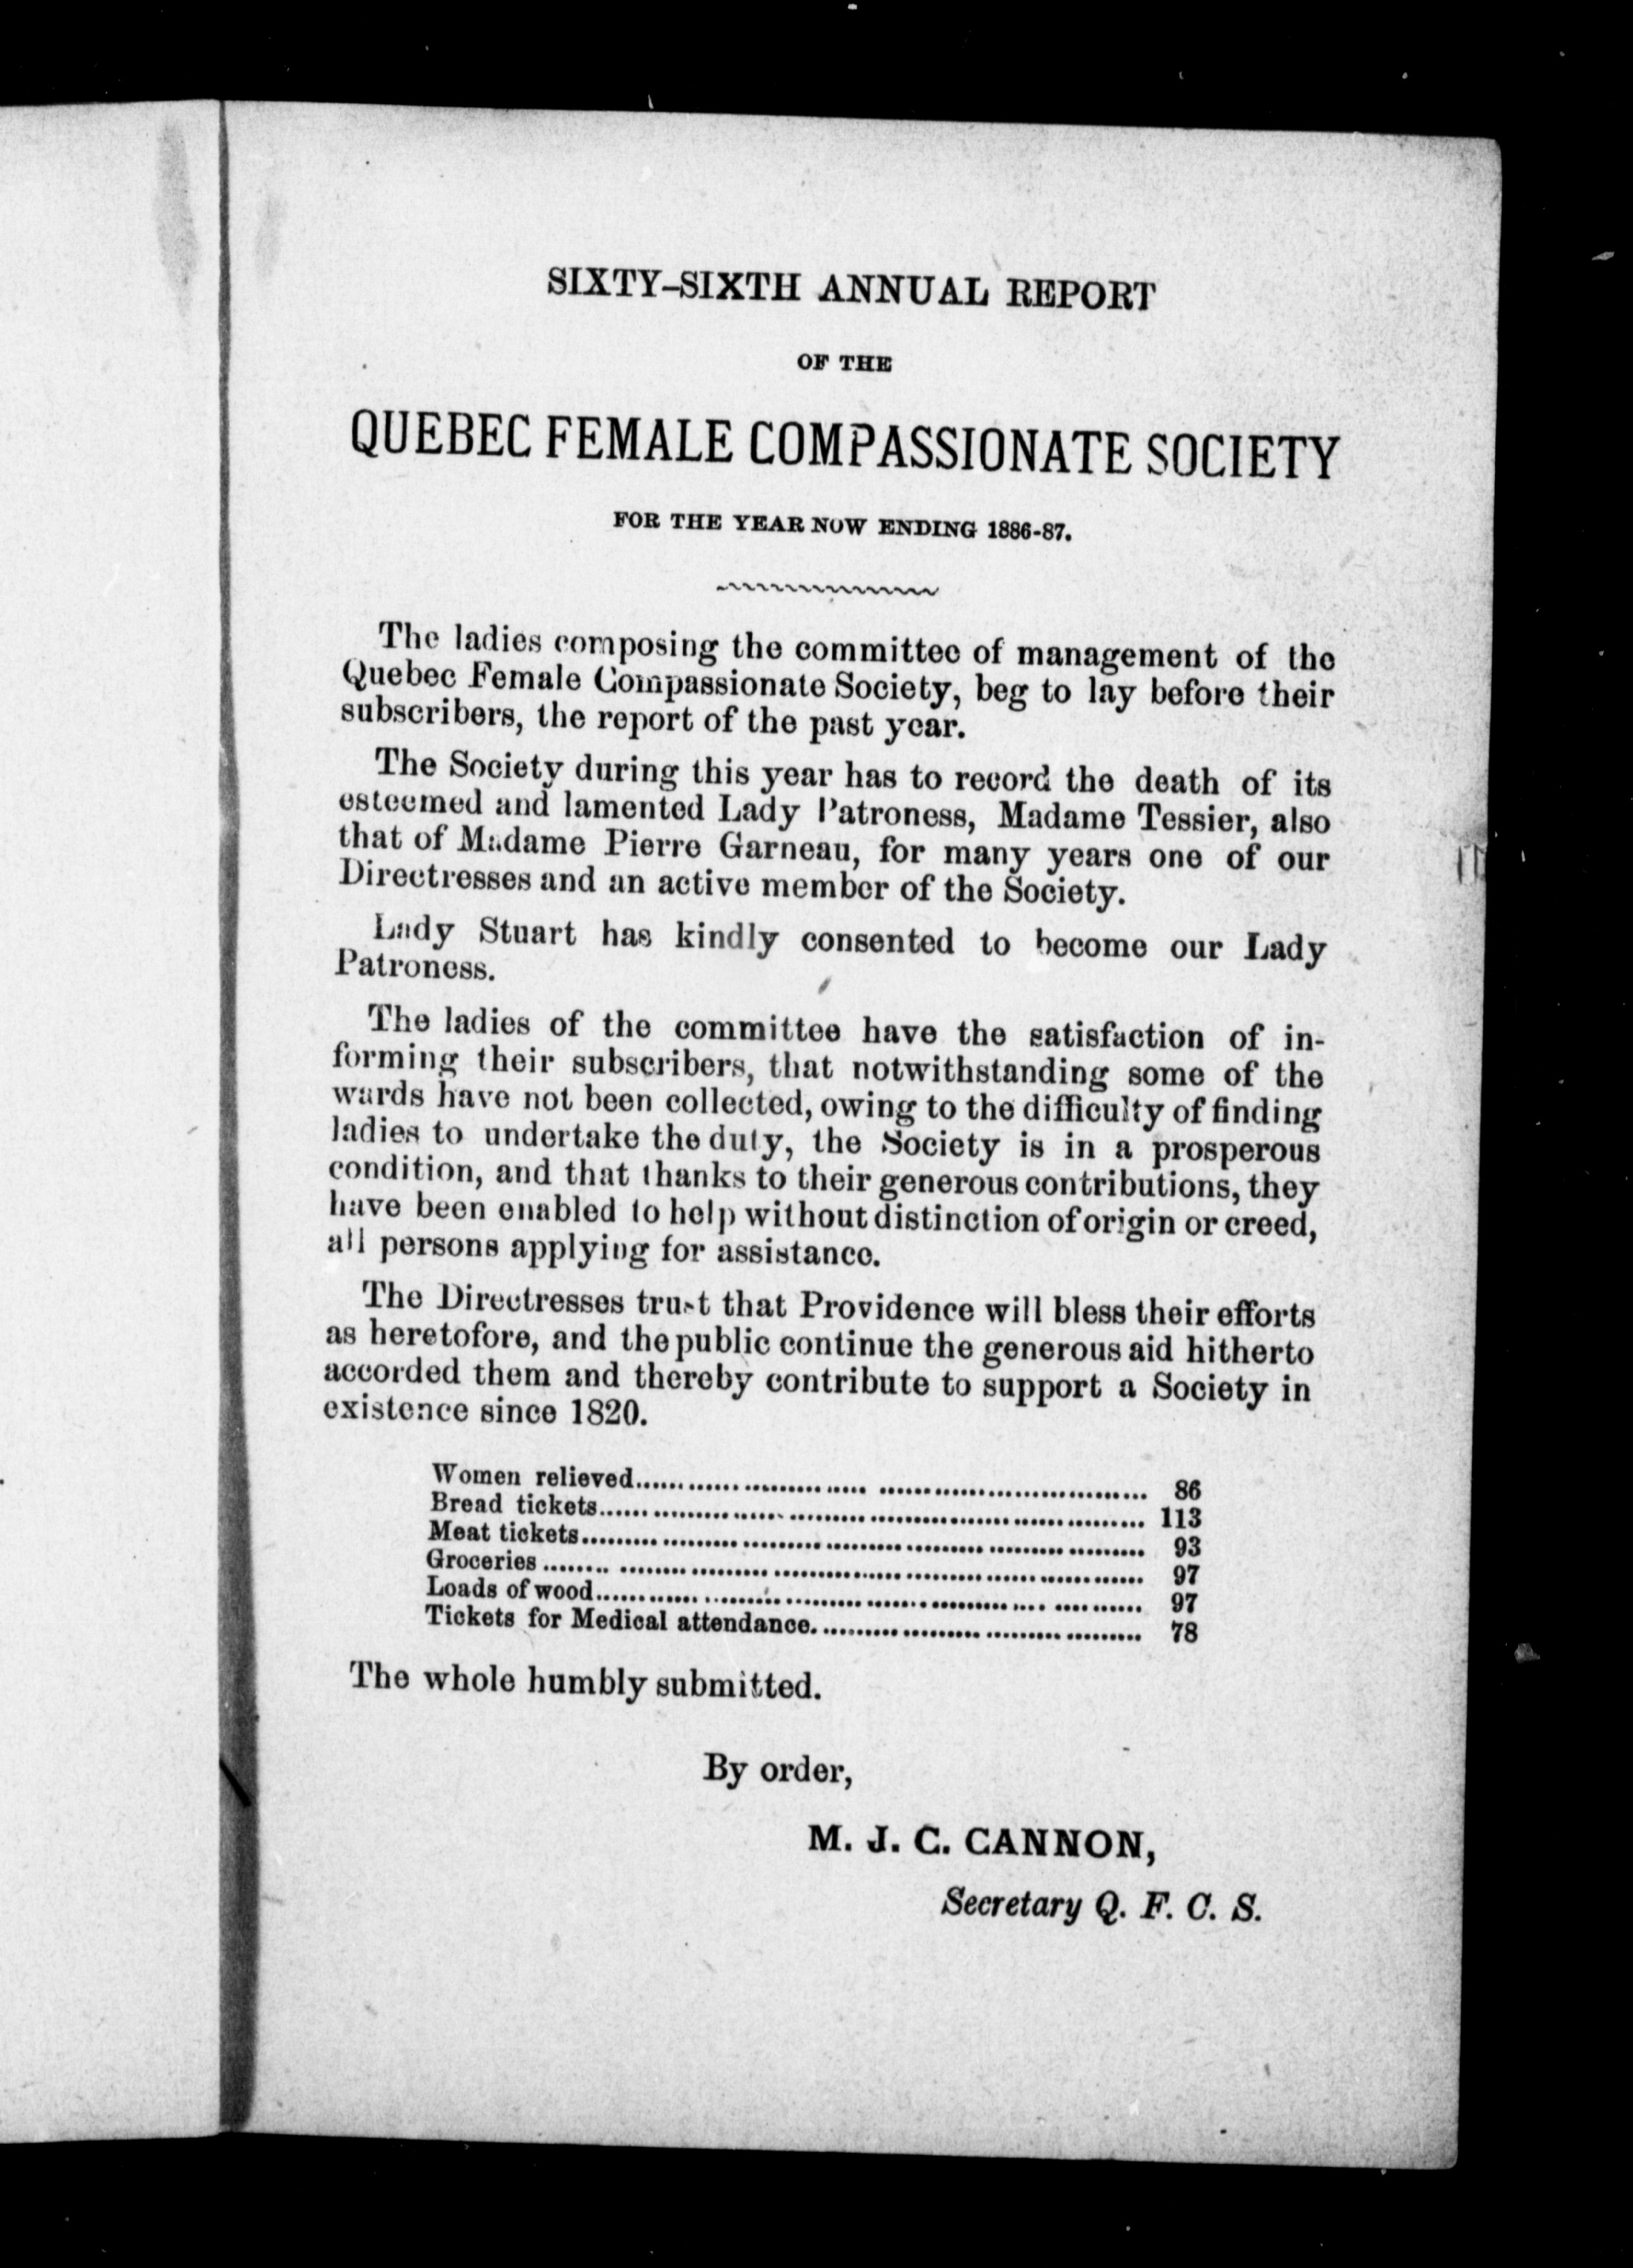 SIXTY-SIXTH ANNUAL REPORT
OF THE
QUEBEC FEMALE COMPASSIONATE SOCIETY
FOR THE YEAR NOW ENDING 1886-87.
The ladies composing the committee of management of the
Quebec Female Compassionate Society, beg to lay before their
subscribers, the report of the past year.
The Society during this year has to record the death of its
esteemed and lamented Lady Patroness, Madame Tessier, also
that of Madame Pierre Garneau, for many years one of our
Directresses and an active member of the Society.
Lady Stuart has kindly consented to become our Lady
Patroness.
The ladies of the committee have the satisfaction of in-
forming their subscribers, that notwithstanding some of the
wards have not been collected, owing to the difficulty of finding
ladies to undertake the duty, the Society is in a prosperous
condition, and that thanks to their generous contributions, they
have been enabled to help without distinction of origin or creed,
all persons applying for assistance.
The Directresses trust that Providence will bless their efforts
as heretofore, and the public continue the generous aid hitherto
accorded them and thereby contribute to support a Society in
existence since 1820.
Women relieved........................................ 86
Bread tickets........................................ 113
Meat tickets........................................ 93
Groceries........................................ 97
Loads of wood........................................ 97
Tickets for Medical attendance........................................ 78
The whole humbly submitted.
By order,
M. J. C. CANNON,
Secretary Q. F. C. S.